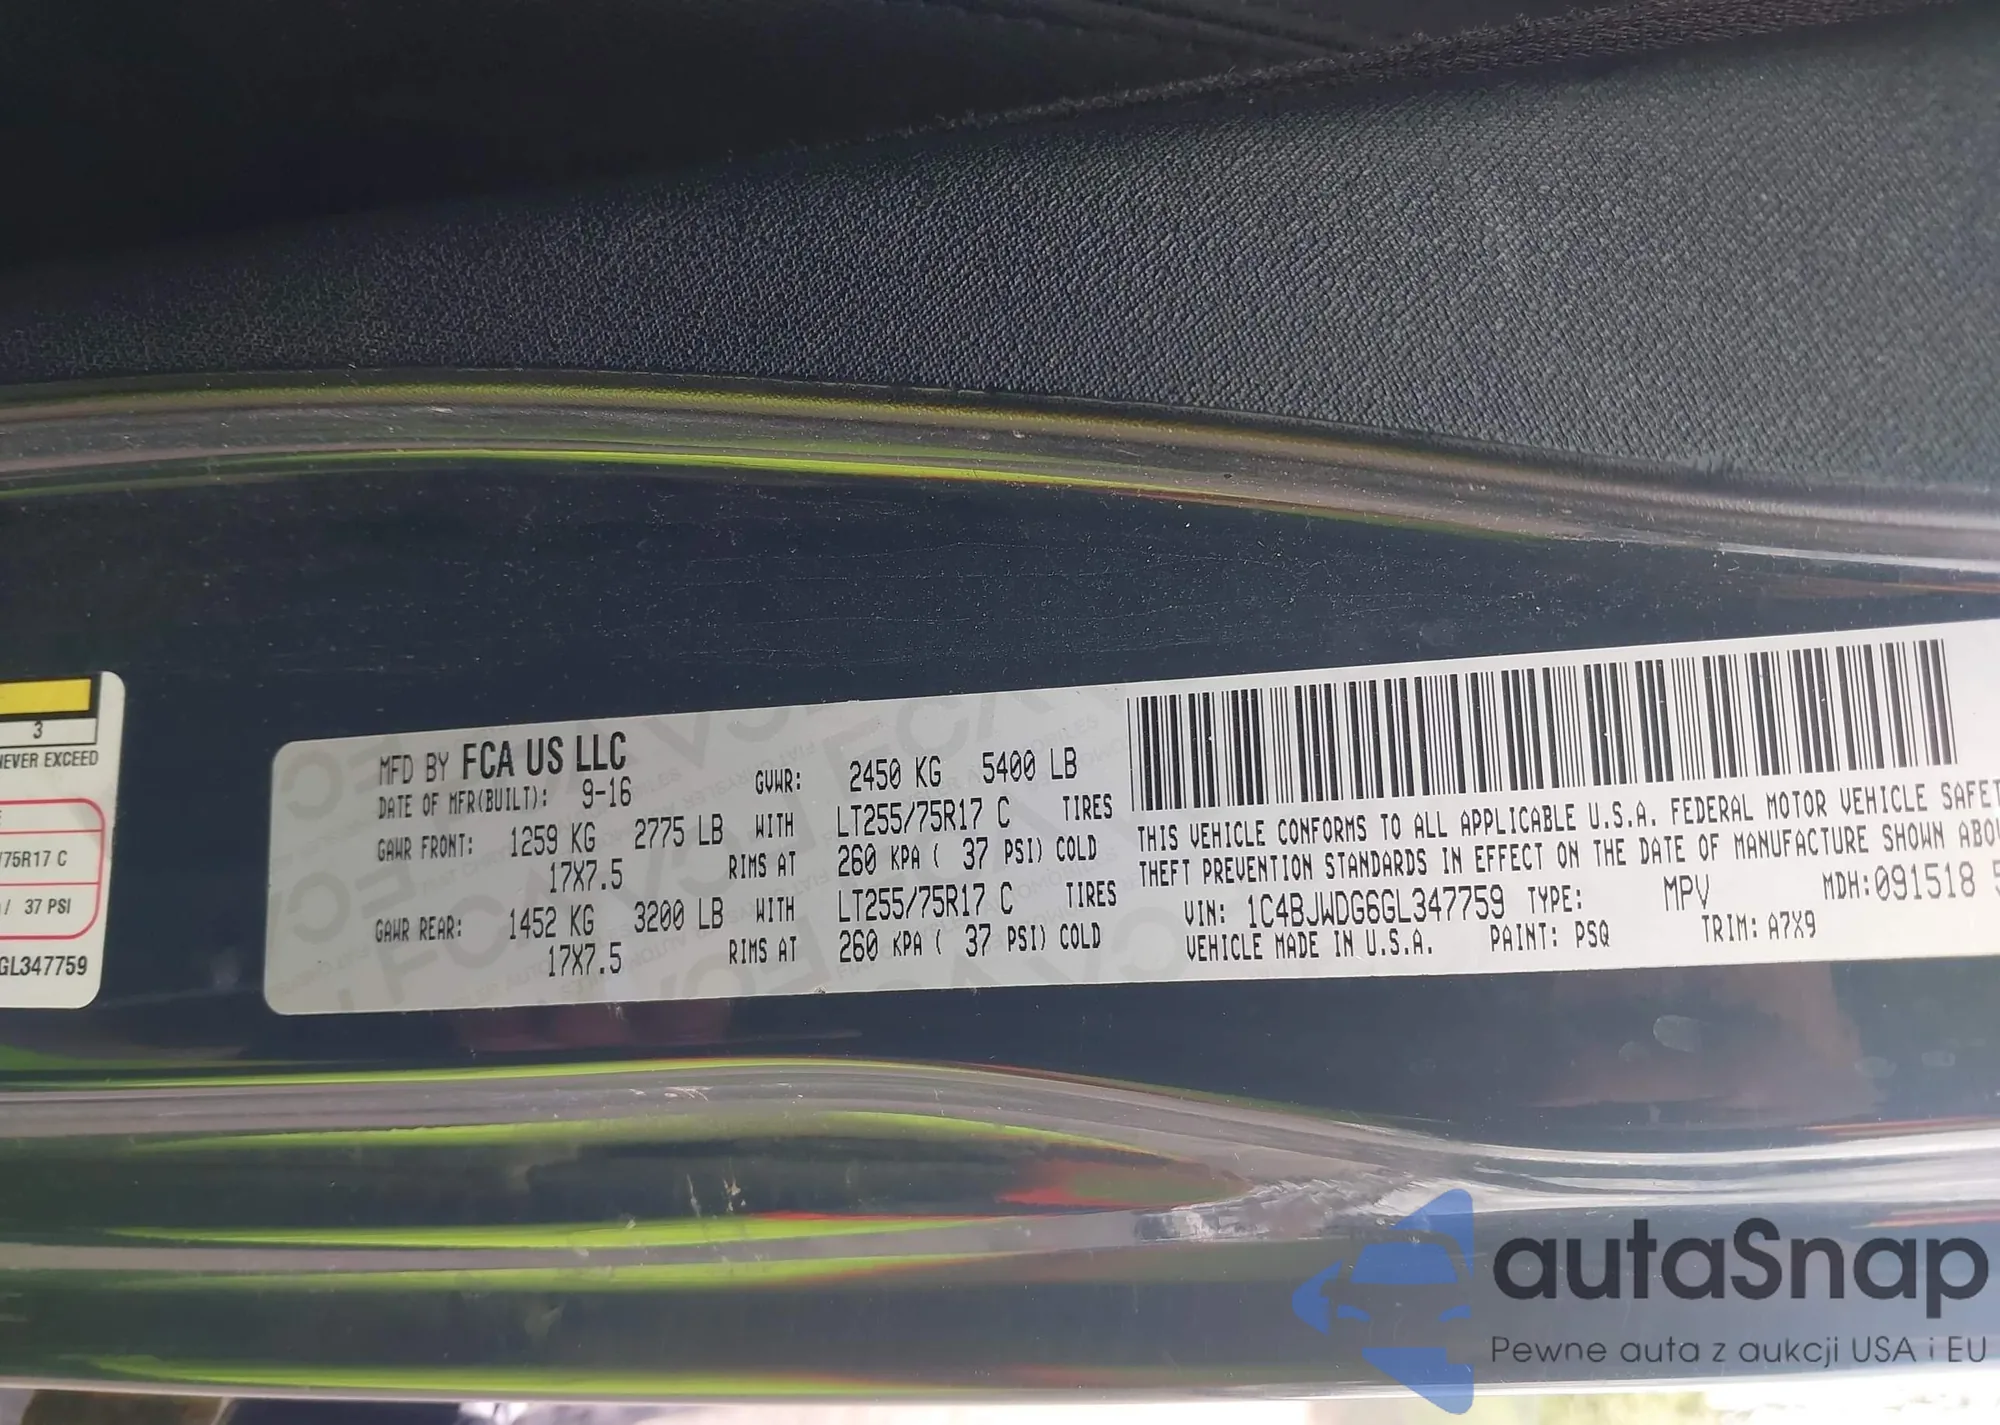 3
NEVER EXCEED
/75R17 C
/ 37 PSI
GL347759
MFD BY FCA US LLC
DATE OF MFR(BUILT): 9-16
GVWR: 2450 KG 5400 LB
GAWR FRONT: 1259 KG 2775 LB WITH LT255/75R17 C TIRES
17X7.5 RIMS AT 260 KPA ( 37 PSI) COLD
GAWR REAR: 1452 KG 3200 LB WITH LT255/75R17 C TIRES
17X7.5 RIMS AT 260 KPA ( 37 PSI) COLD
THIS VEHICLE CONFORMS TO ALL APPLICABLE U.S.A. FEDERAL MOTOR VEHICLE SAFET
THEFT PREVENTION STANDARDS IN EFFECT ON THE DATE OF MANUFACTURE SHOWN ABO
VIN: 1C4BJWDG6GL347759 TYPE: MPV MDH:091518 5
VEHICLE MADE IN U.S.A. PAINT: PSQ TRIM: A7X9
autaSnap
Pewne auta z aukcji USA i EU